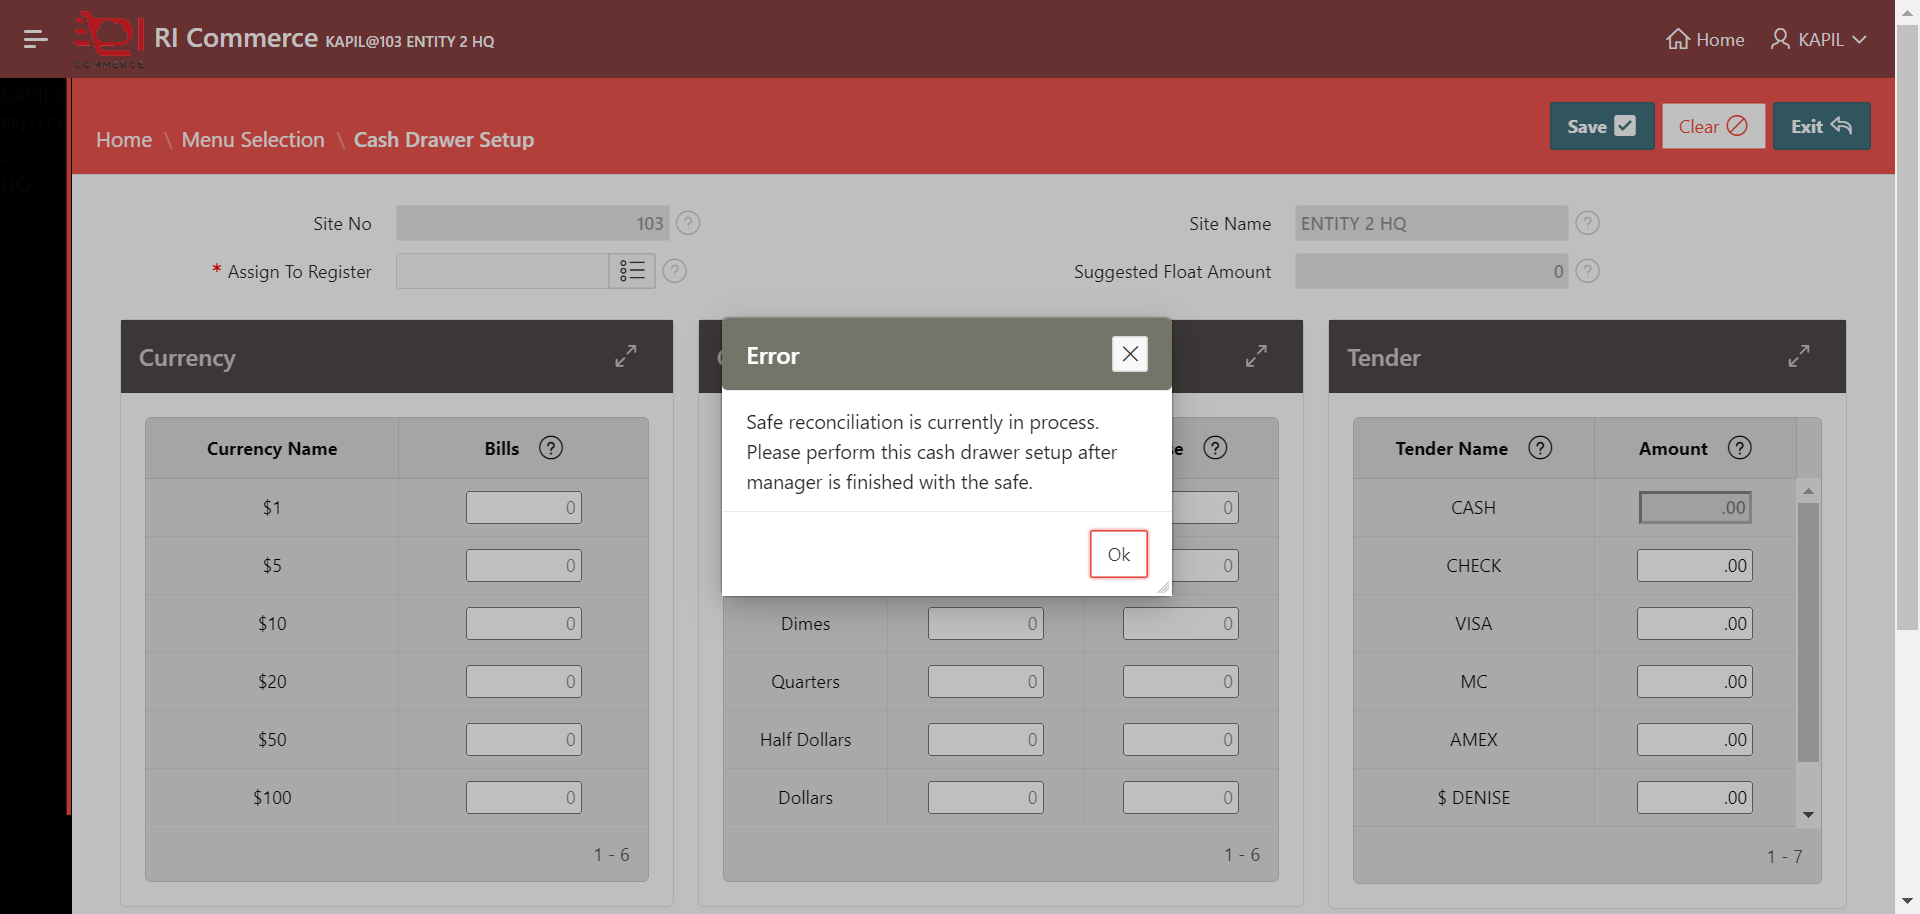 RI Commerce KAPIL@103 ENTITY 2 HQ
COMMERCE
Home
KAPIL
KAPIL@
ENTITY
2
HQ">
Home \ Menu Selection \ Cash Drawer Setup
Save
Clear
Exit
Site No 103 ?
Site Name ENTITY 2 HQ ?
* Assign To Register ?
Suggested Float Amount 0 ?
Currency
Currency Name Bills ?
$1 0
$5 0
$10 0
$20 0
$50 0
$100 0
1 - 6
Error
Safe reconciliation is currently in process.
Please perform this cash drawer setup after
manager is finished with the safe.
Ok
e ?
0
0
Dimes 0 0
Quarters 0 0
Half Dollars 0 0
Dollars 0 0
1 - 6
Tender
Tender Name ? Amount ?
CASH .00
CHECK .00
VISA .00
MC .00
AMEX .00
$ DENISE .00
1 - 7